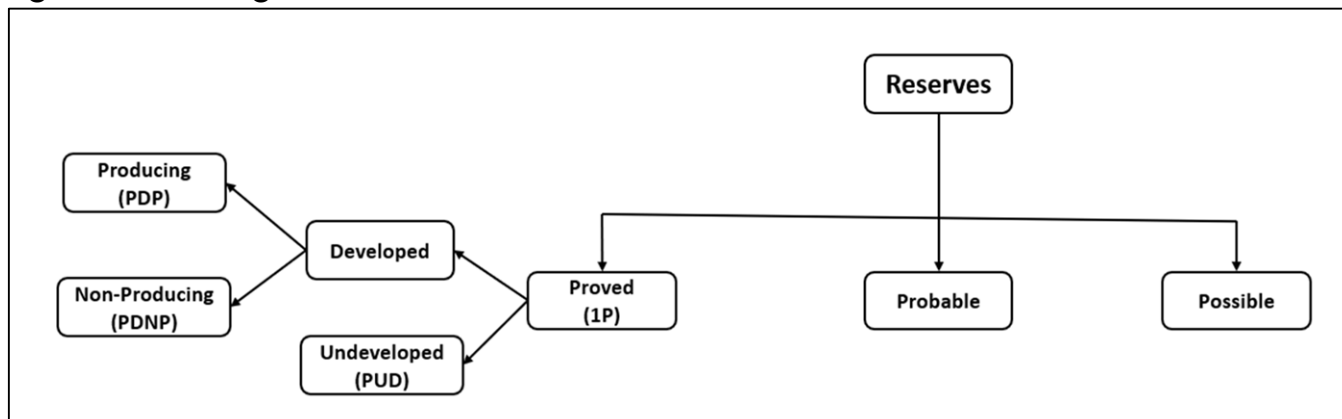 Reserves
Producing
(PDP)
Developed
Non-Producing
(PDNP)
Proved
(1P)
Probable
Possible
Undeveloped
(PUD)